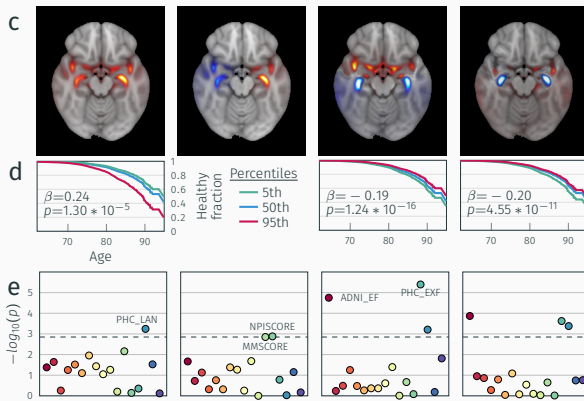 c
d
β=0.24
p=1.30 * 10⁻⁵
70 80 90
Age
1
0.8
0.6
0.4
0.2
0
Healthy
fraction
Percentiles
5th
50th
95th
β= − 0.19
p=1.24 * 10⁻¹⁶
70 80 90
β= − 0.20
p=4.55 * 10⁻¹¹
70 80 90
e
−log₁₀(p)
5
4
3
2
1
0
PHC_LAN
NPISCORE
MMSCORE
ADNI_EF
PHC_EXF